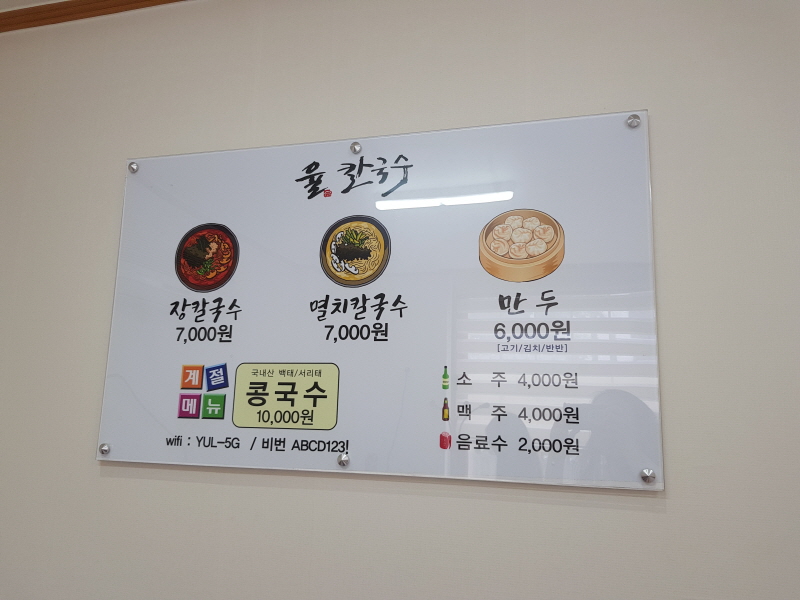 율 칼국수
장칼국수
7,000원
멸치칼국수
7,000원
만두
6,000원
[고기/김치/반반]
계절
메뉴
국내산 백태/서리태
콩국수
10,000원
소 주 4,000원
맥 주 4,000원
음료수 2,000원
wifi : YUL-5G / 비번 ABCD123!